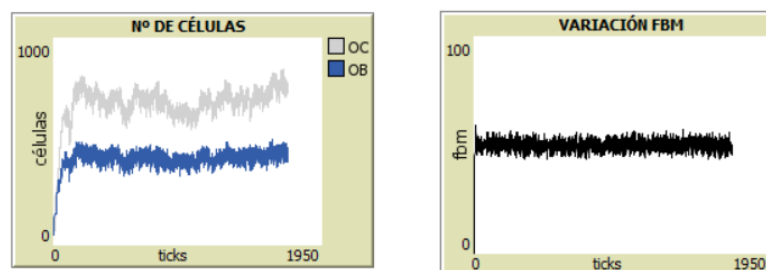 Nº DE CÉLULAS
1000
células
0
0
ticks
1950
OC
OB
VARIACIÓN FBM
100
fbm
0
0
ticks
1950